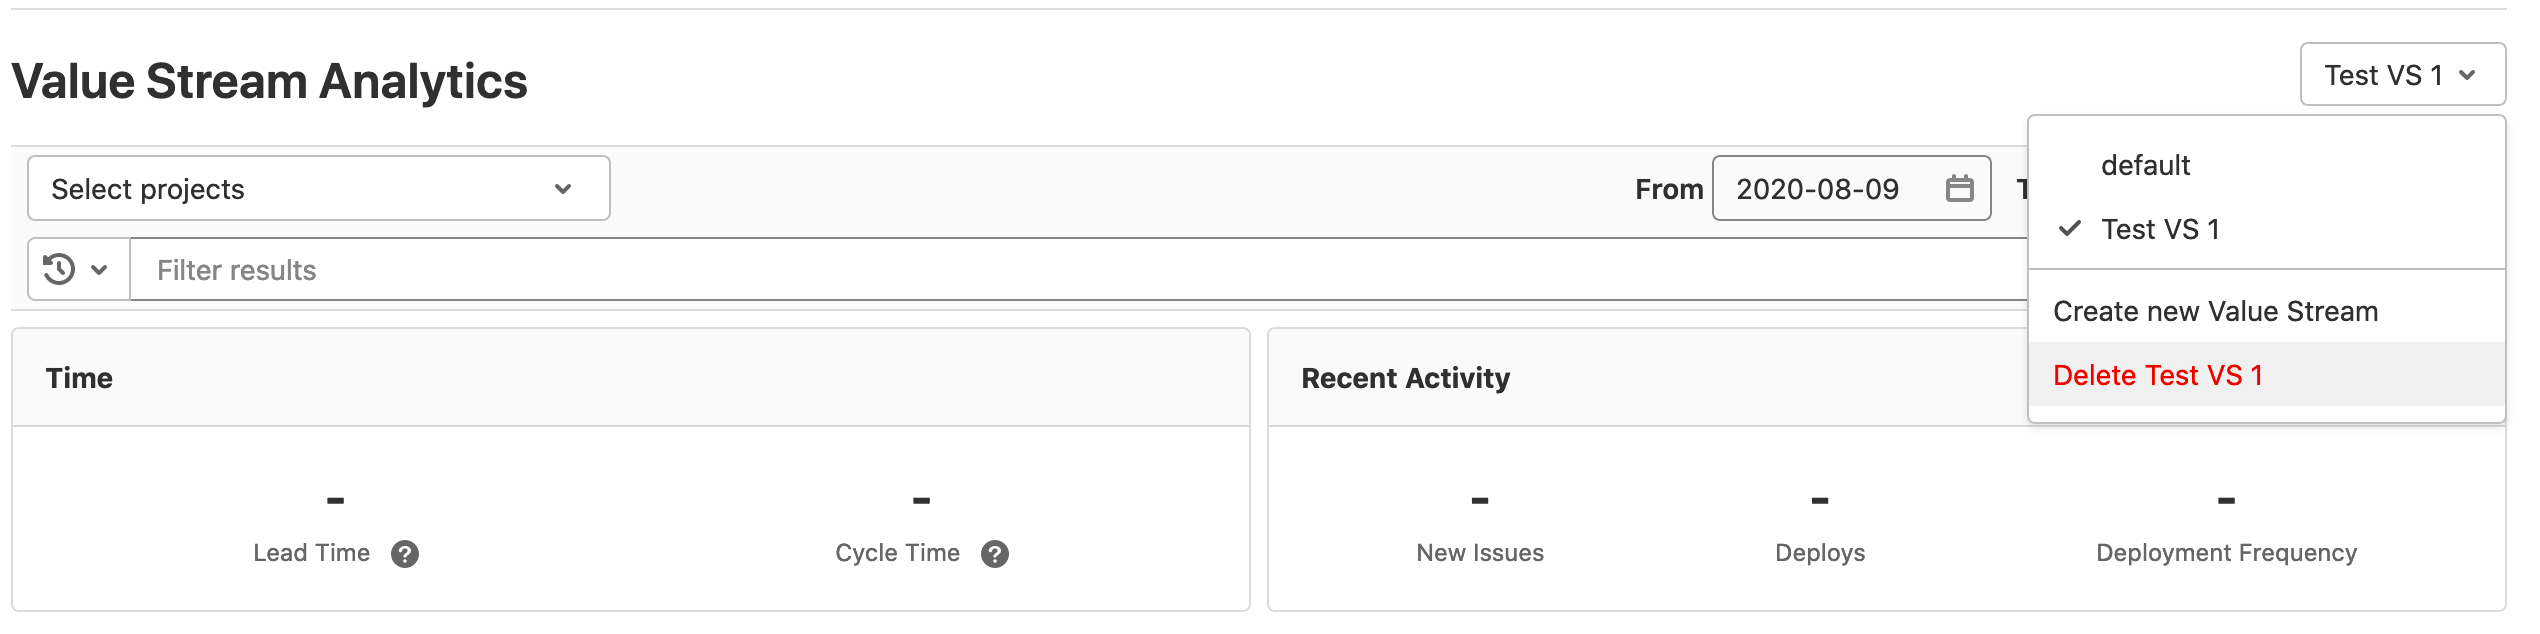 Value Stream Analytics
Test VS 1
Select projects
From 2020-08-09
Filter results
default
Test VS 1
Create new Value Stream
Delete Test VS 1
Time
-
Lead Time ?
-
Cycle Time ?
Recent Activity
-
New Issues
-
Deploys
-
Deployment Frequency